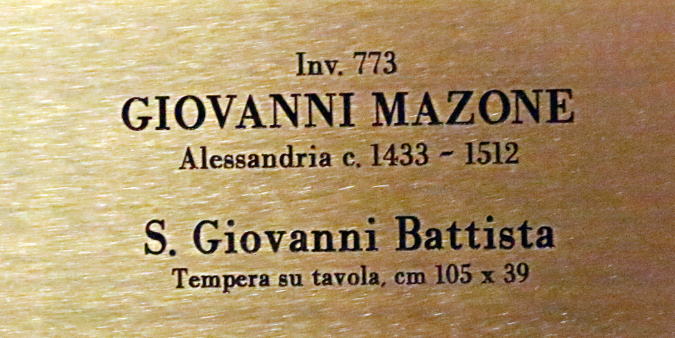 Inv. 773
GIOVANNI MAZONE
Alessandria c. 1433 - 1512
S. Giovanni Battista
Tempera su tavola, cm 105 x 39